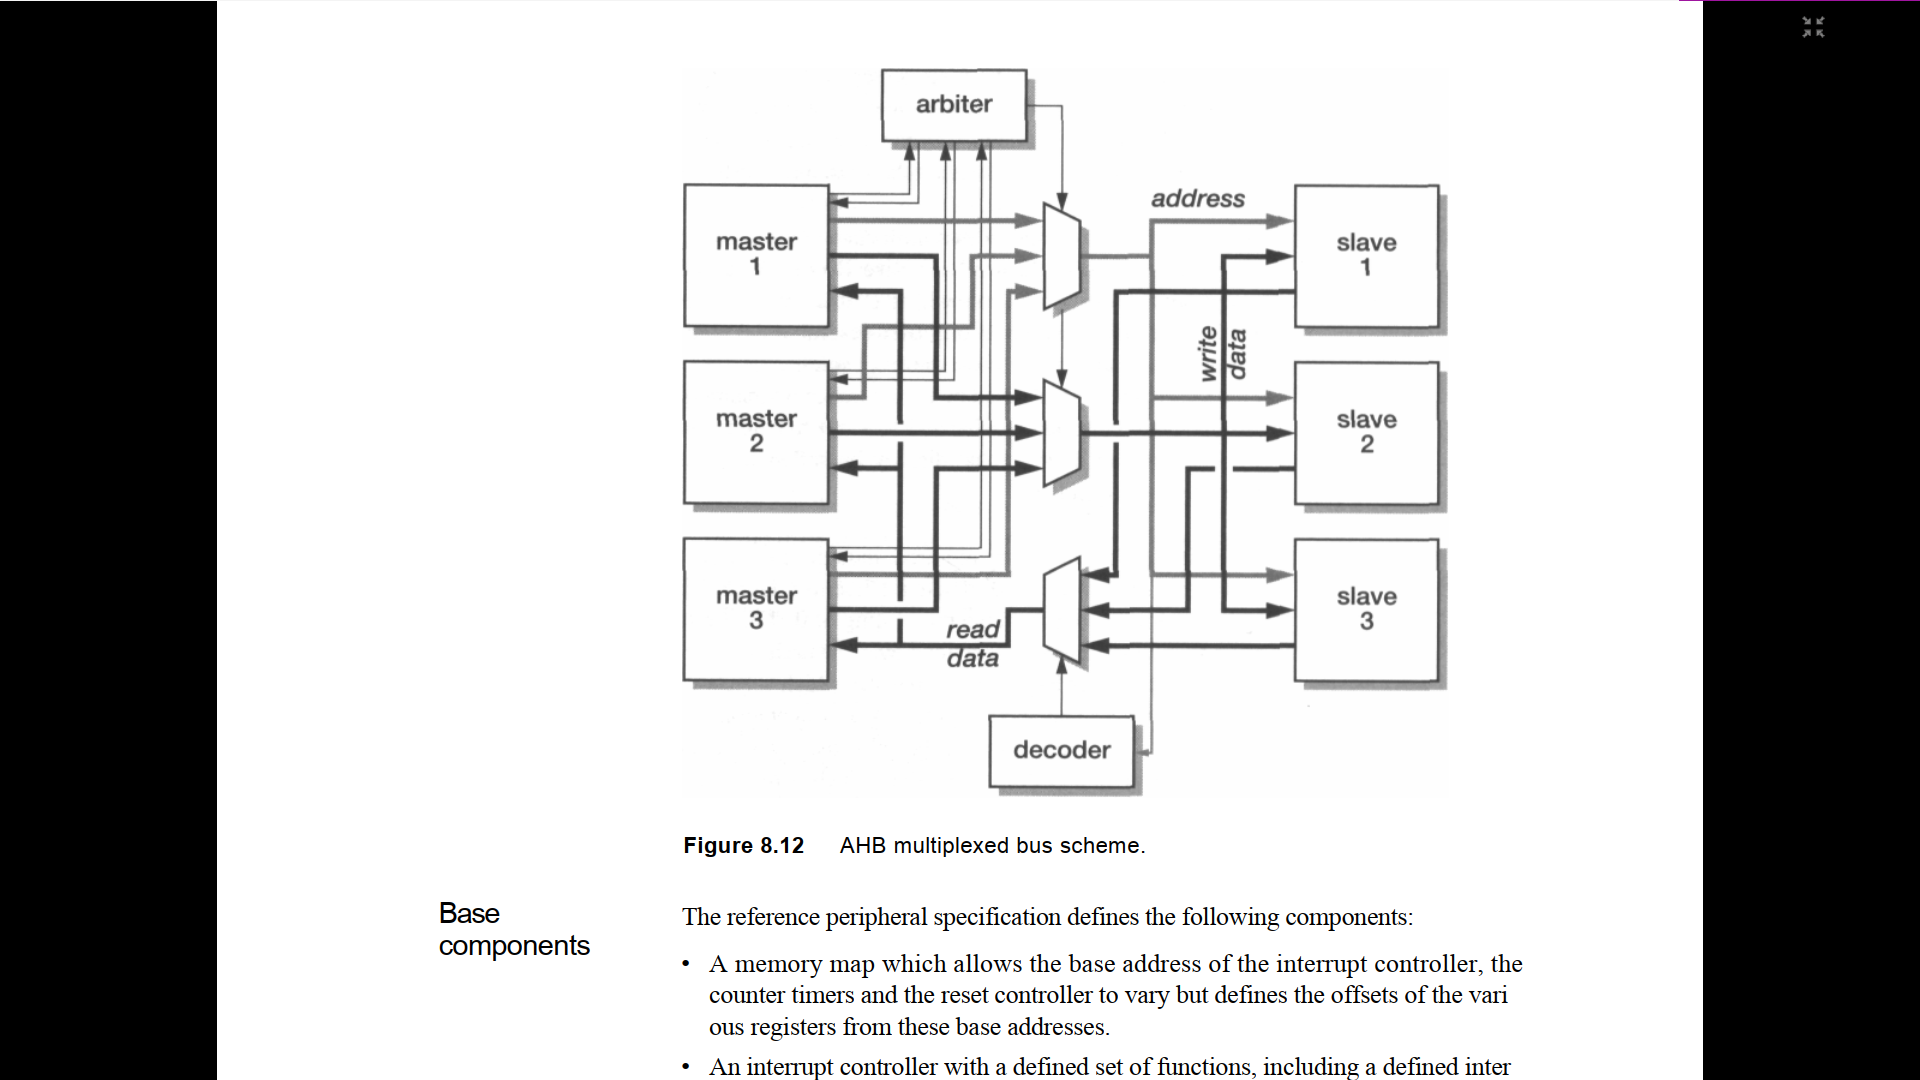 arbiter
address
master
1
slave
1
write
data
master
2
slave
2
master
3
slave
3
read
data
decoder
Figure 8.12 AHB multiplexed bus scheme.
Base
components
The reference peripheral specification defines the following components:
• A memory map which allows the base address of the interrupt controller, the
counter timers and the reset controller to vary but defines the offsets of the vari
ous registers from these base addresses.
• An interrupt controller with a defined set of functions, including a defined inter